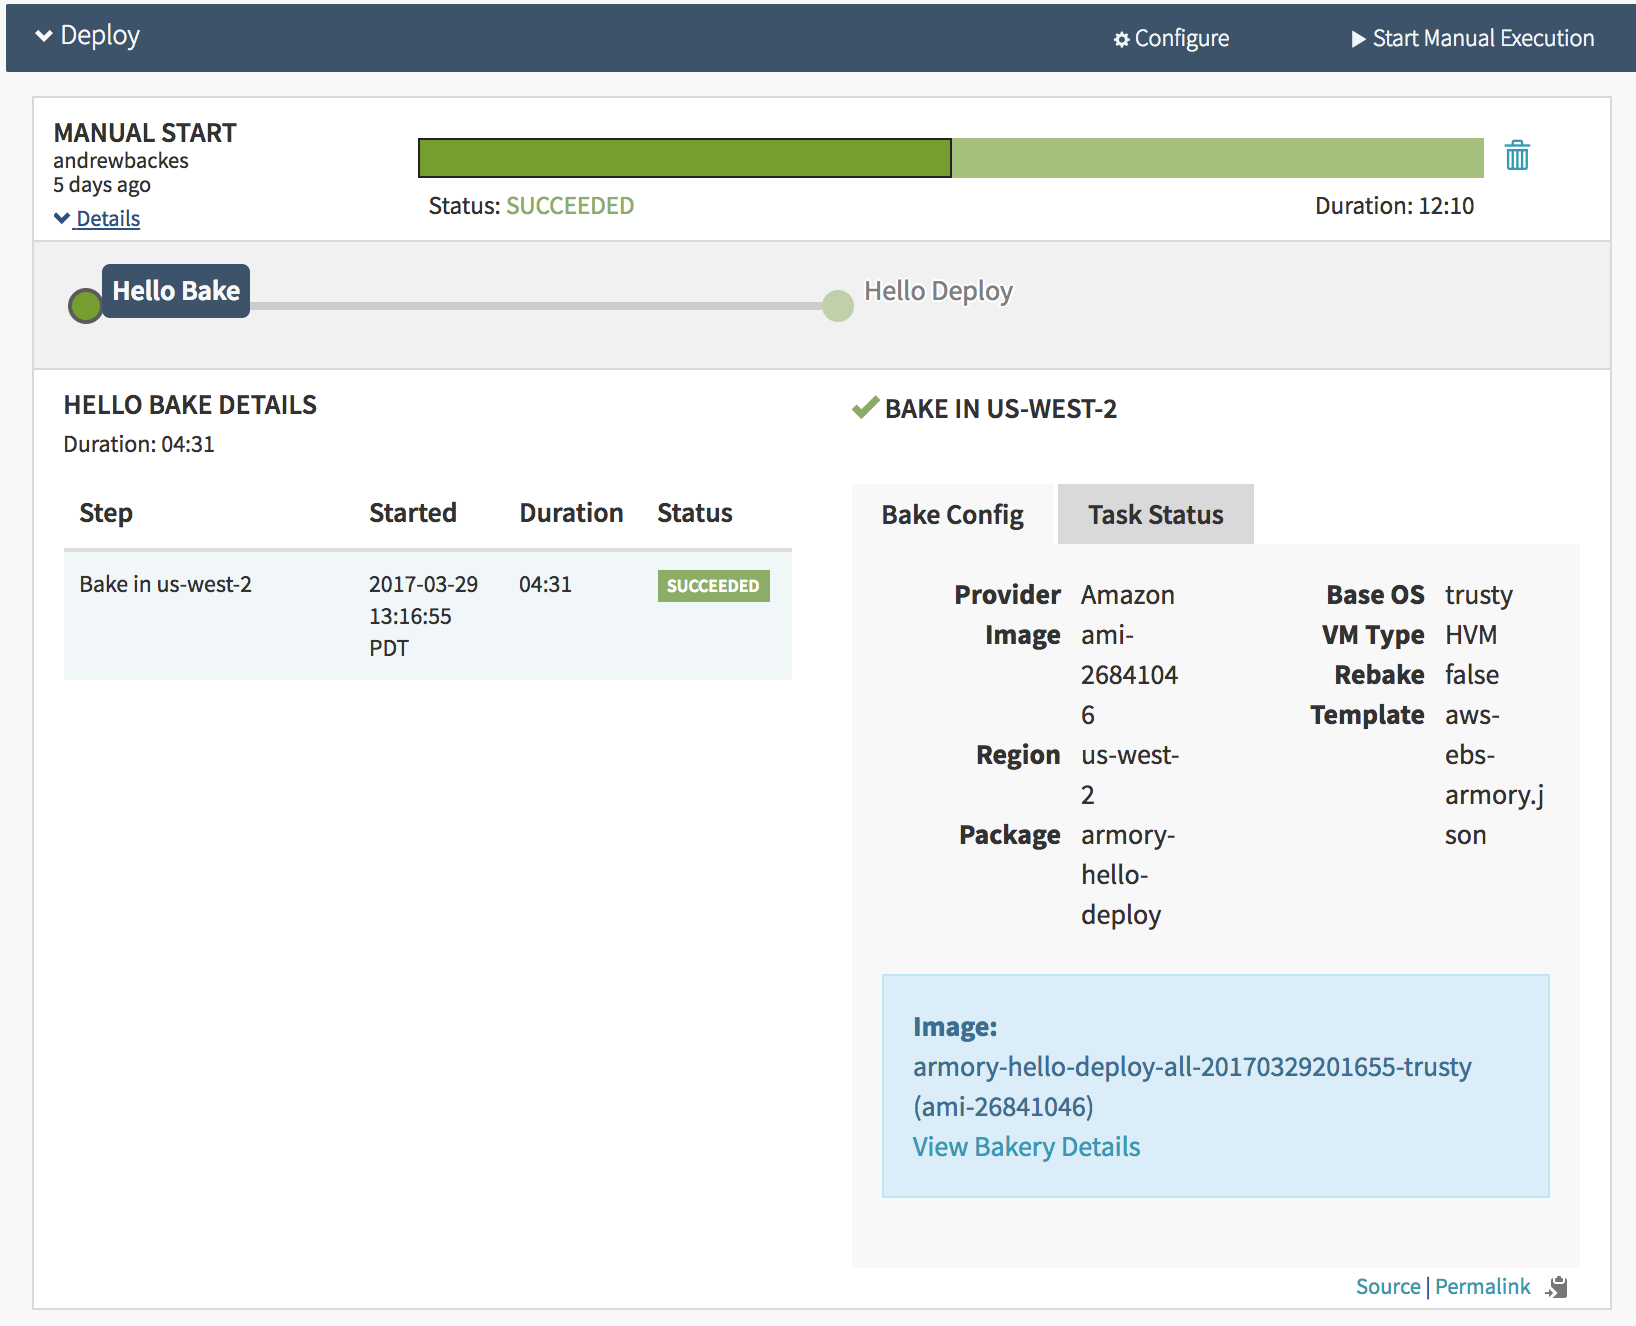 Deploy
Configure
Start Manual Execution
MANUAL START
andrewbackes
5 days ago
Details
Status: SUCCEEDED
Duration: 12:10
Hello Bake
Hello Deploy
HELLO BAKE DETAILS
Duration: 04:31
Step Started Duration Status
Bake in us-west-2 2017-03-29 04:31 SUCCEEDED
13:16:55
PDT
BAKE IN US-WEST-2
Bake Config Task Status
Provider Amazon
Image ami-
2684104
6
Region us-west-
2
Package armory-
hello-
deploy
Base OS trusty
VM Type HVM
Rebake false
Template aws-
ebs-
armory.j
son
Image:
armory-hello-deploy-all-20170329201655-trusty
(ami-26841046)
View Bakery Details
Source | Permalink